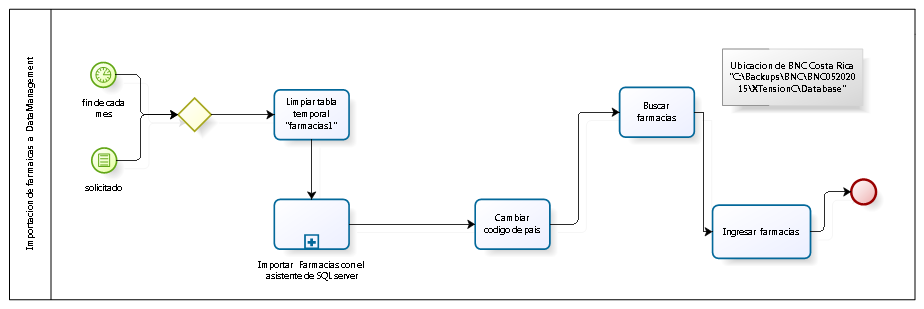 Importacion de farmaicas a DataManagement
fin de cada
mes
solicitado
Limpiar tabla
temporal
"farmacias1"
Importar Farmacias con el
asistente de SQL server
Cambiar
codigo de pais
Buscar
farmacias
Ubicacion de BNC Costa Rica
"C:\Backups\BNC\BNC052020
15\XTensionC\Database"
Ingresar farmacias